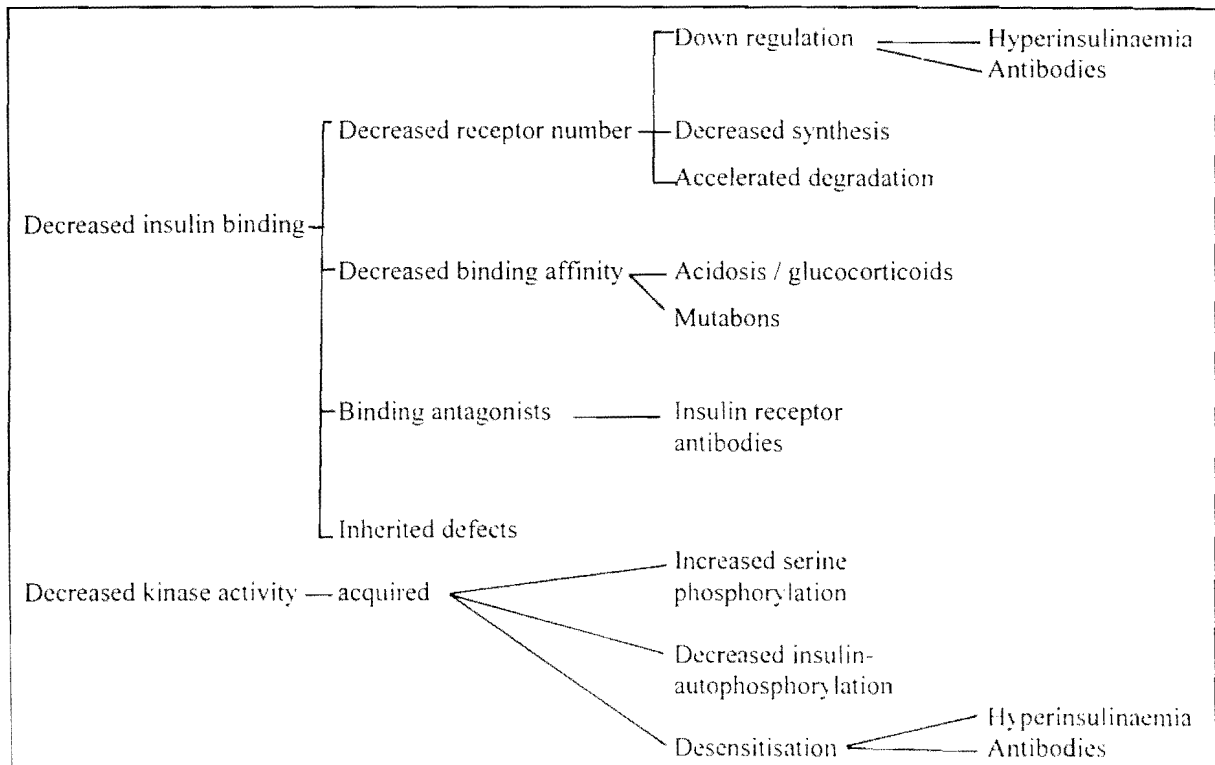 Down regulation
Hyperinsulinaemia
Antibodies
Decreased receptor number
Decreased synthesis
Accelerated degradation
Decreased insulin binding
Decreased binding affinity
Acidosis / glucocorticoids
Mutabons
Binding antagonists
Insulin receptor
antibodies
Inherited defects
Increased serine
phosphorylation
Decreased kinase activity — acquired
Decreased insulin-
autophosphorylation
Hyperinsulinaemia
Desensitisation
Antibodies